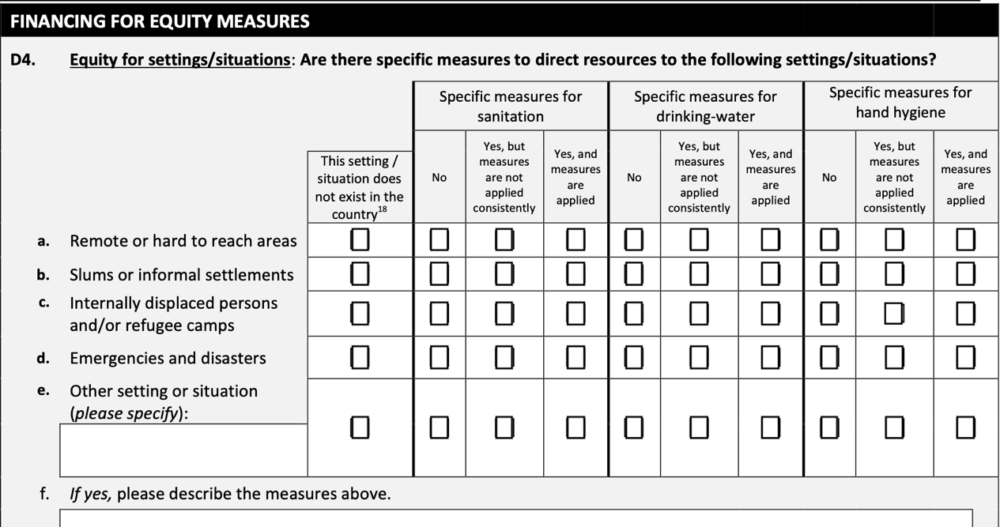 FINANCING FOR EQUITY MEASURES
D4. Equity for settings/situations: Are there specific measures to direct resources to the following settings/situations?
Specific measures for
sanitation
Specific measures for
drinking-water
Specific measures for
hand hygiene
This setting /
situation does
not exist in the
country18
No
Yes, but
measures
are not
applied
consistently
Yes, and
measures
are
applied
No
Yes, but
measures
are not
applied
consistently
Yes, and
measures
are
applied
No
Yes, but
measures
are not
applied
consistently
Yes, and
measures
are
applied
a. Remote or hard to reach areas
b. Slums or informal settlements
c. Internally displaced persons
and/or refugee camps
d. Emergencies and disasters
e. Other setting or situation
(please specify):
f. If yes, please describe the measures above.